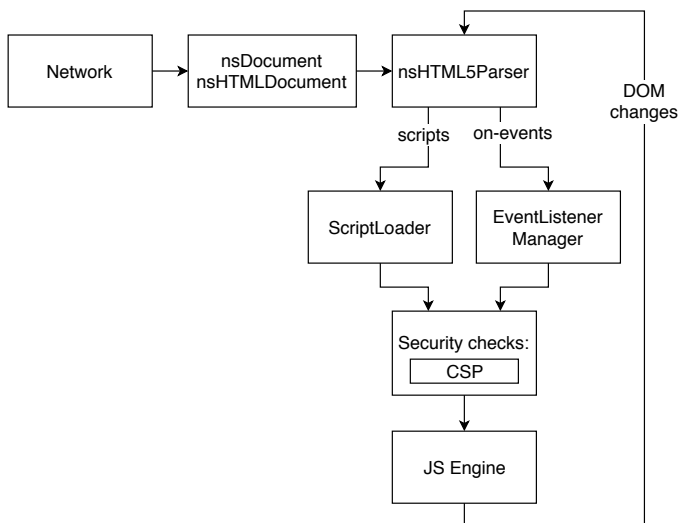 Network
nsDocument
nsHTMLDocument
nsHTML5Parser
DOM
changes
scripts
on-events
ScriptLoader
EventListener
Manager
Security checks:
CSP
JS Engine